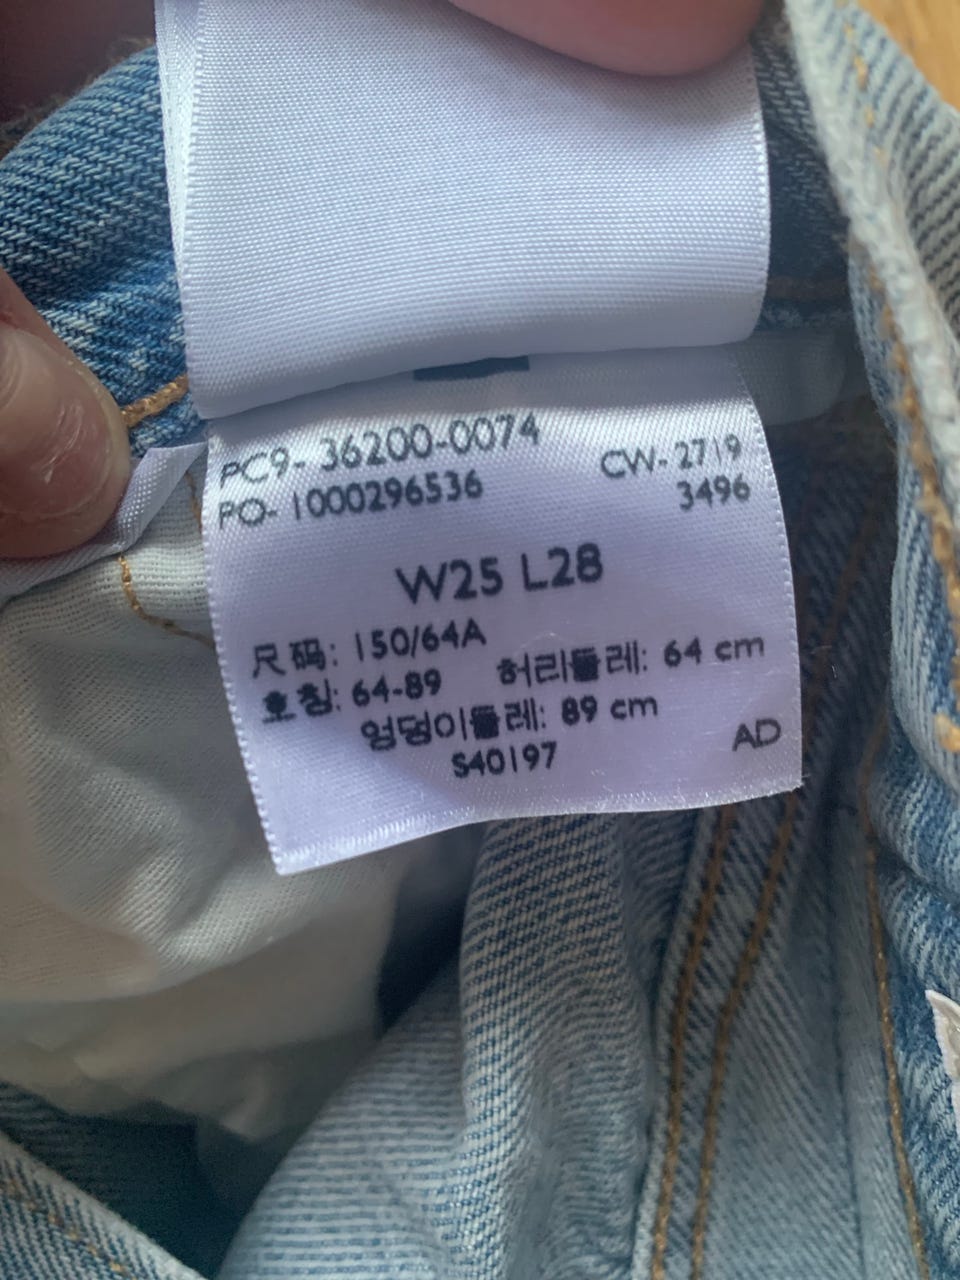 PC9- 36200-0074
PO- 1000296536
CW- 2719
3496
W25 L28
尺码: 150/64A
호칭: 64-89
허리둘레: 64 cm
엉덩이둘레: 89 cm
S40197
AD